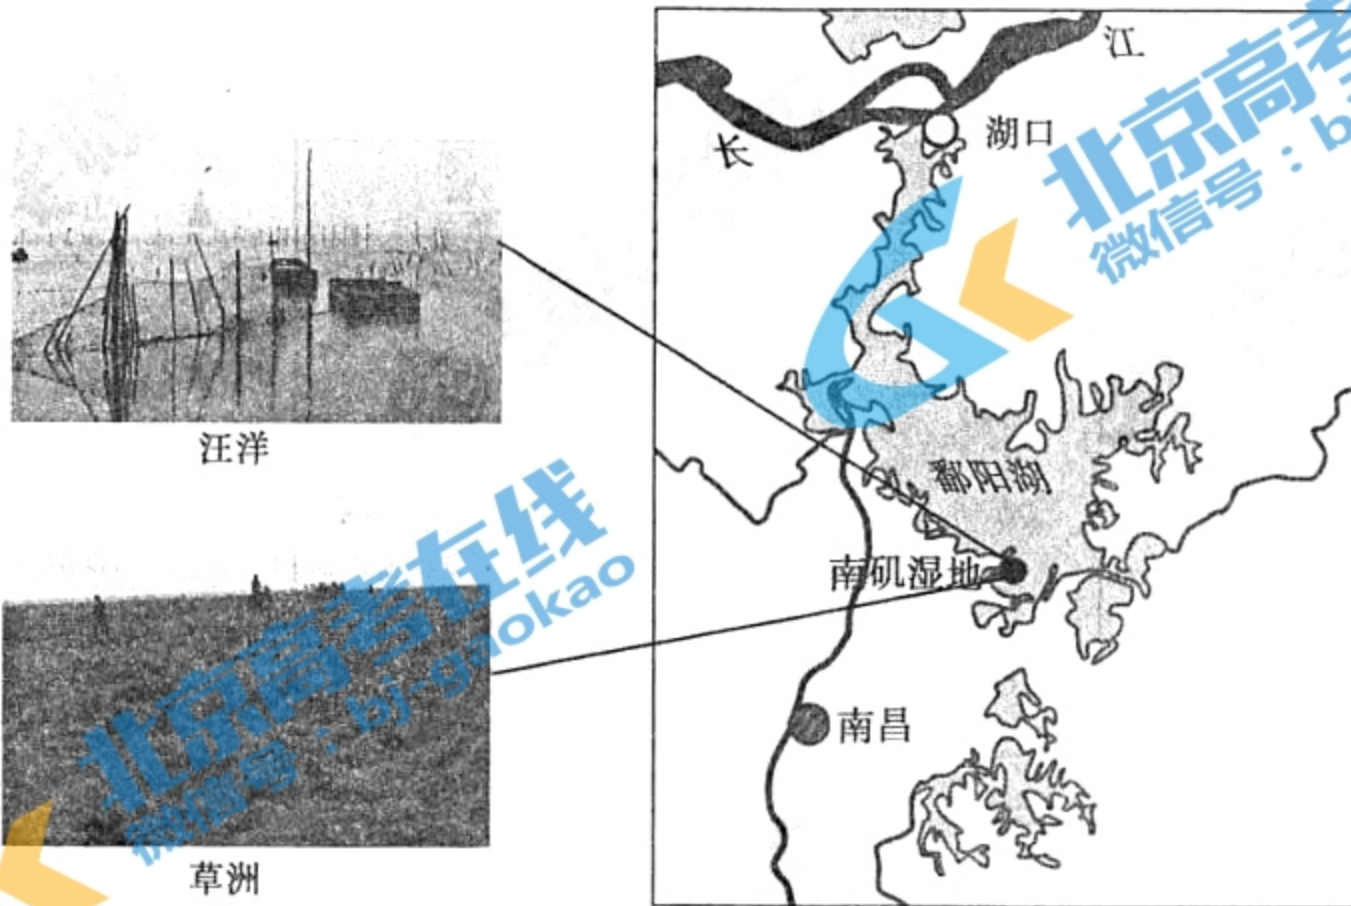 江
长
湖口
鄱阳湖
南矶湿地
南昌
汪洋
草洲
北京高考
微信号：b
北京高考在线
微信号：bj-gaokao